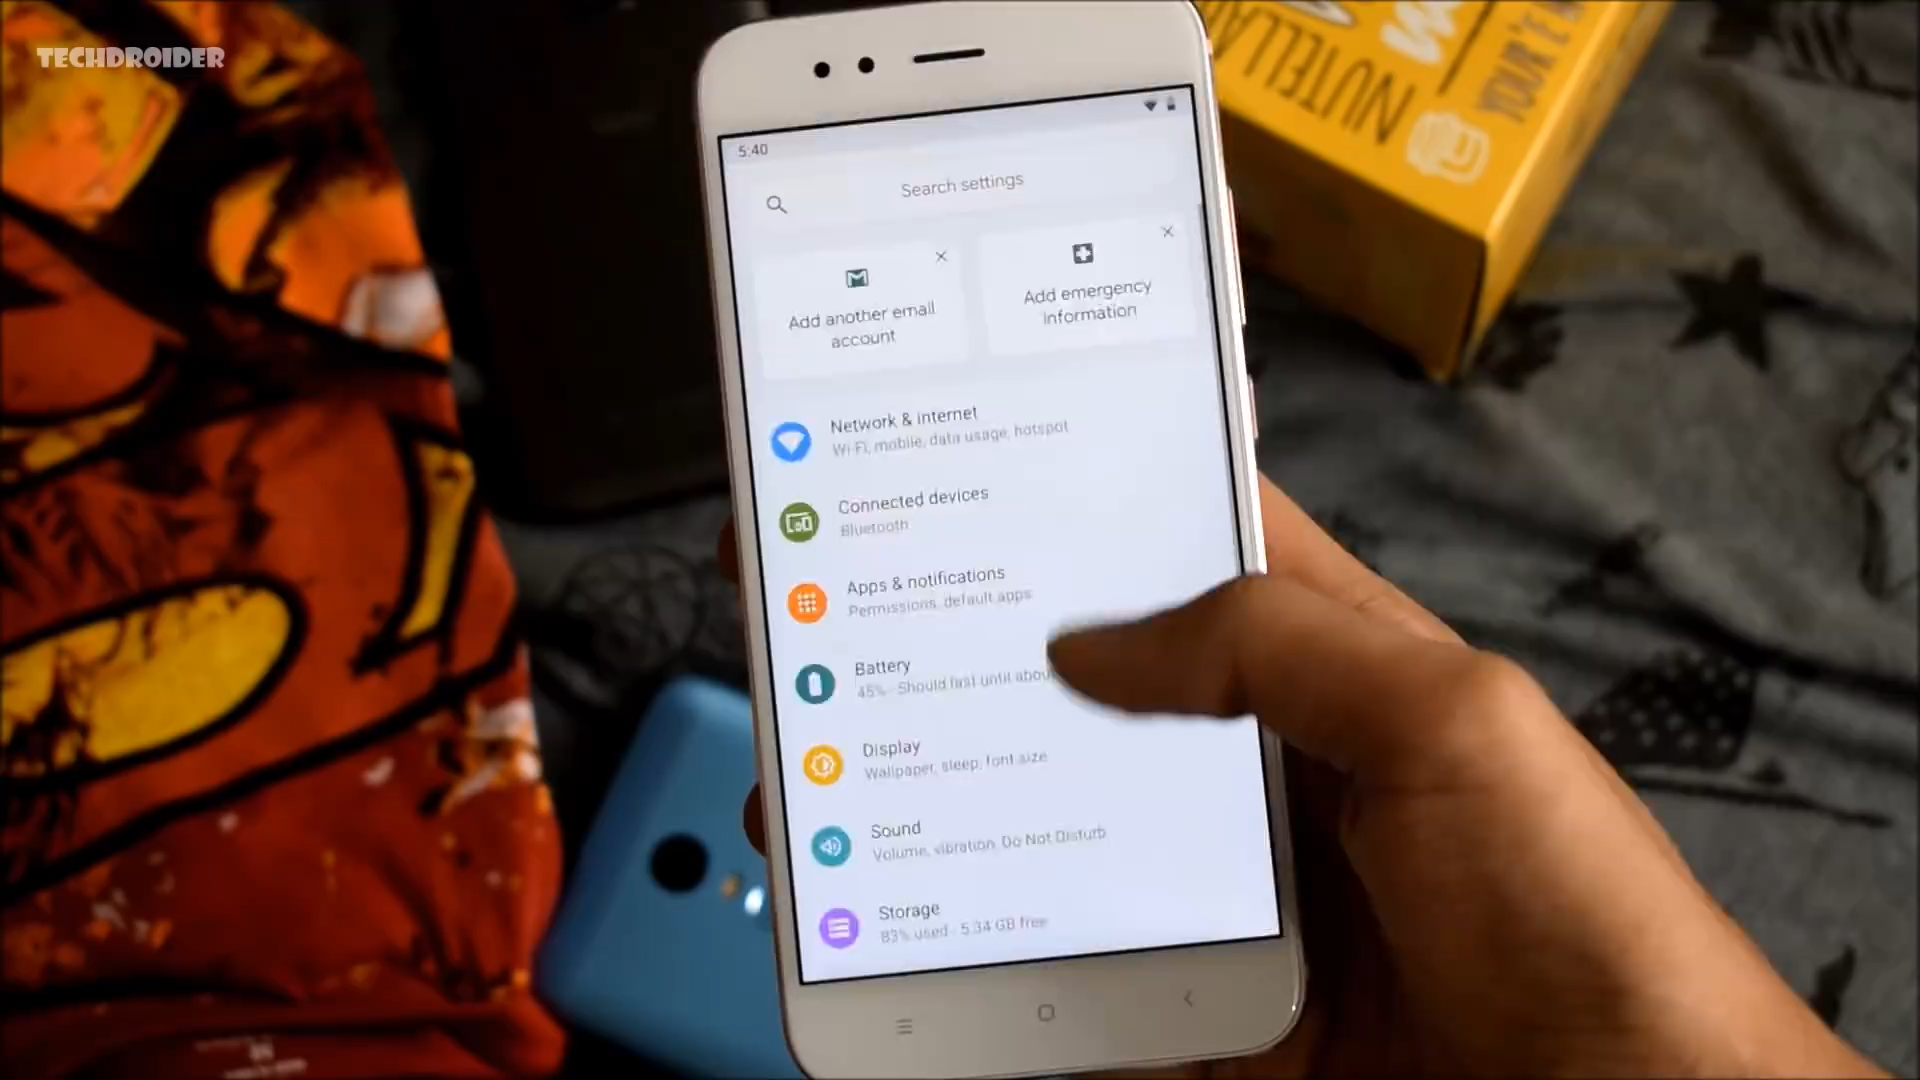 TECHDROIDER
NUTELLA
YOUR'E
5:40
Search settings
Add another email
account
Add emergency
information
Network & internet
Wi-Fi, mobile, data usage, hotspot
Connected devices
Bluetooth
Apps & notifications
Permissions, default apps
Battery
45% - Should last until about
Display
Wallpaper, sleep, font size
Sound
Volume, vibration, Do Not Disturb
Storage
83% used - 5.34 GB free